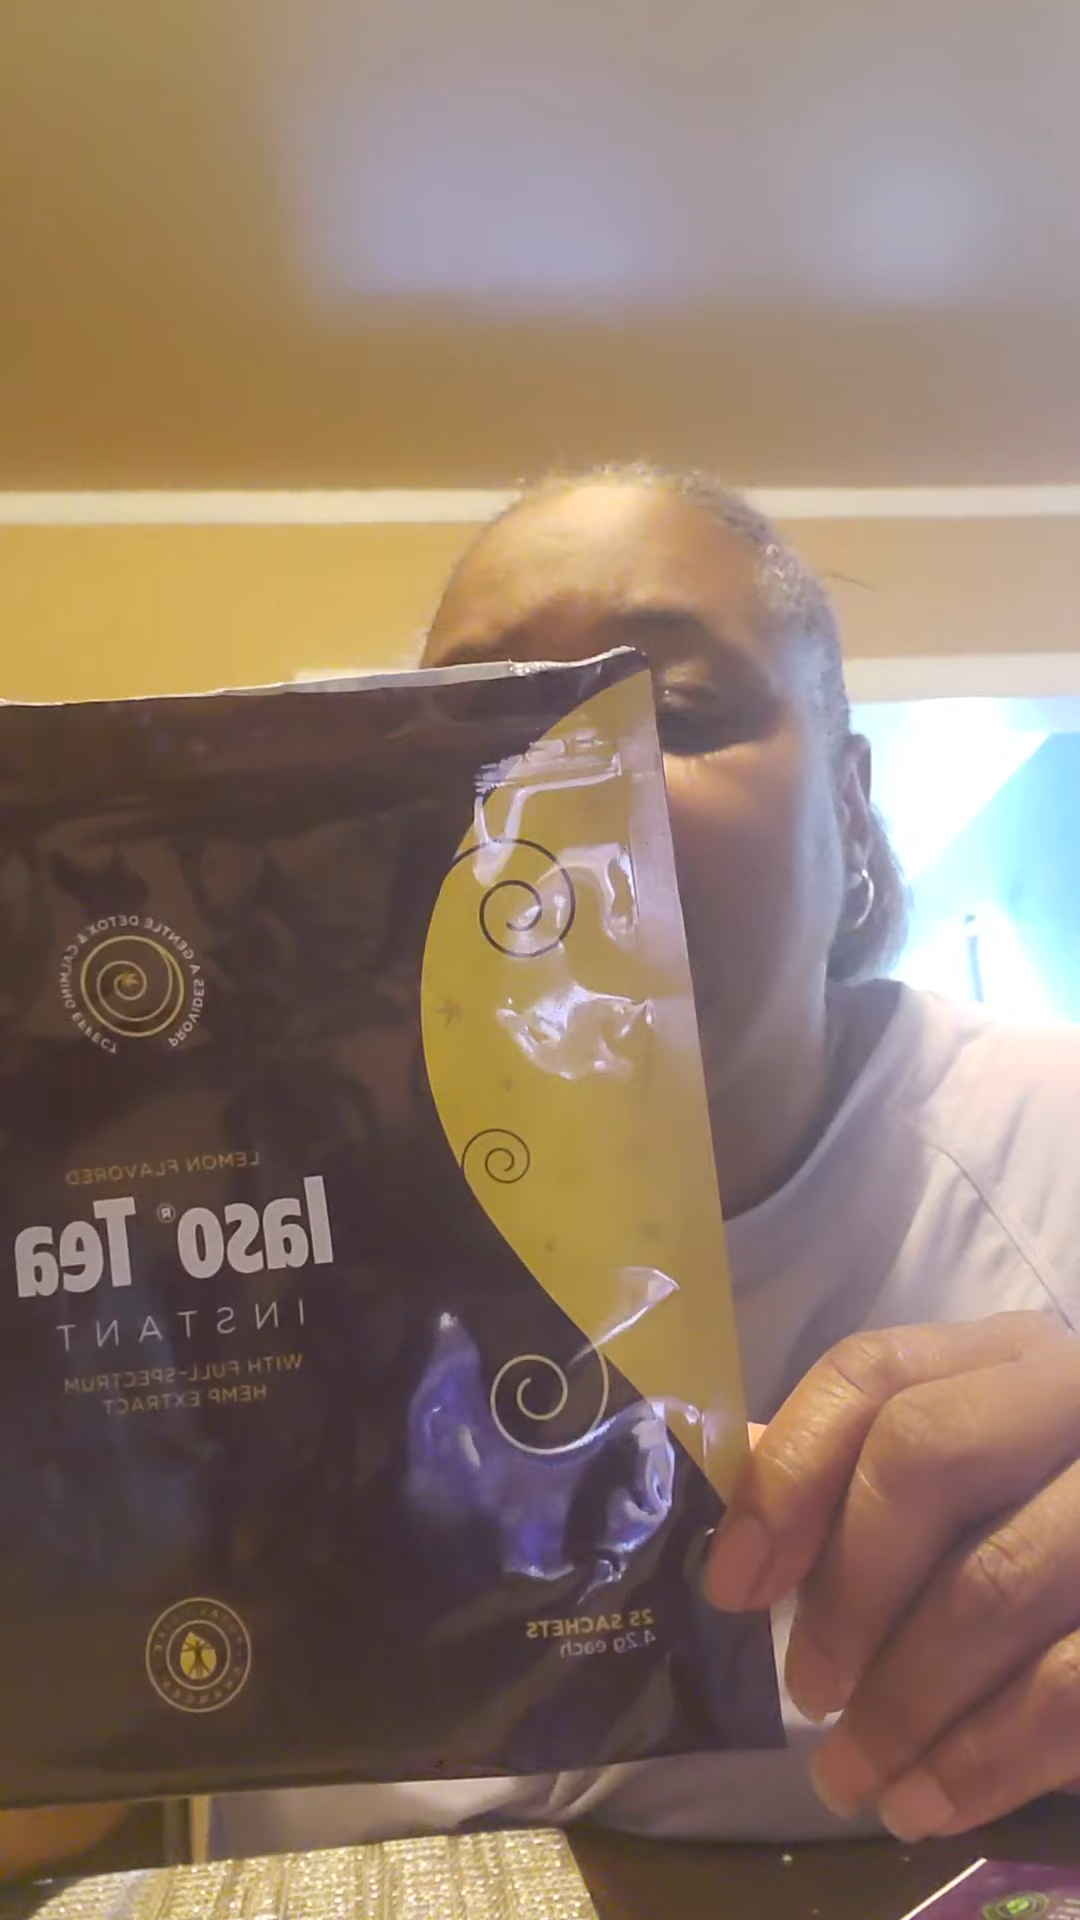 PROVIDES A GENTLE DETOX & CALMING EFFECT
LEMON FLAVORED
Iaso® Tea
INSTANT
WITH FULL-SPECTRUM
HEMP EXTRACT
25 SACHETS
4.2g each